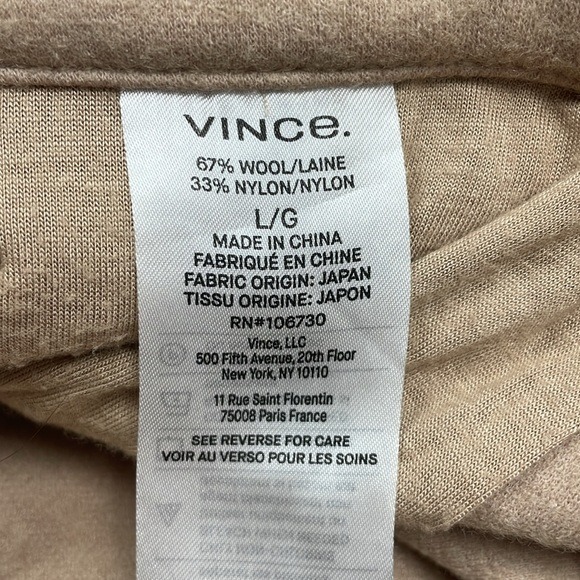 VINCE.
67% WOOL/LAINE
33% NYLON/NYLON
L/G
MADE IN CHINA
FABRIQUÉ EN CHINE
FABRIC ORIGIN: JAPAN
TISSU ORIGINE: JAPON
RN#106730
Vince, LLC
500 Fifth Avenue, 20th Floor
New York, NY 10110
11 Rue Saint Florentin
75008 Paris France
SEE REVERSE FOR CARE
VOIR AU VERSO POUR LES SOINS